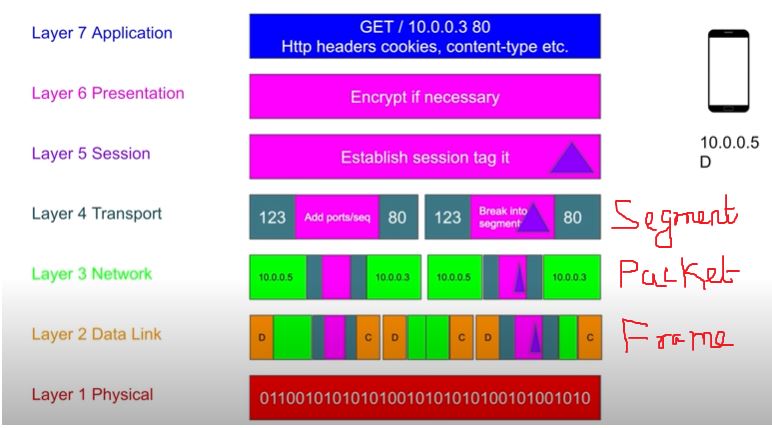 Layer 7 Application
GET / 10.0.0.3 80
Http headers cookies, content-type etc.
Layer 6 Presentation
Encrypt if necessary
10.0.0.5
D
Layer 5 Session
Establish session tag it
Layer 4 Transport
123 Add ports/seq 80 123 Break into segment 80
Segment
Layer 3 Network
10.0.0.5 10.0.0.3 10.0.0.5 10.0.0.3
Packet
Layer 2 Data Link
D C D C D C
Frame
Layer 1 Physical
011001010101010010101010100101001010